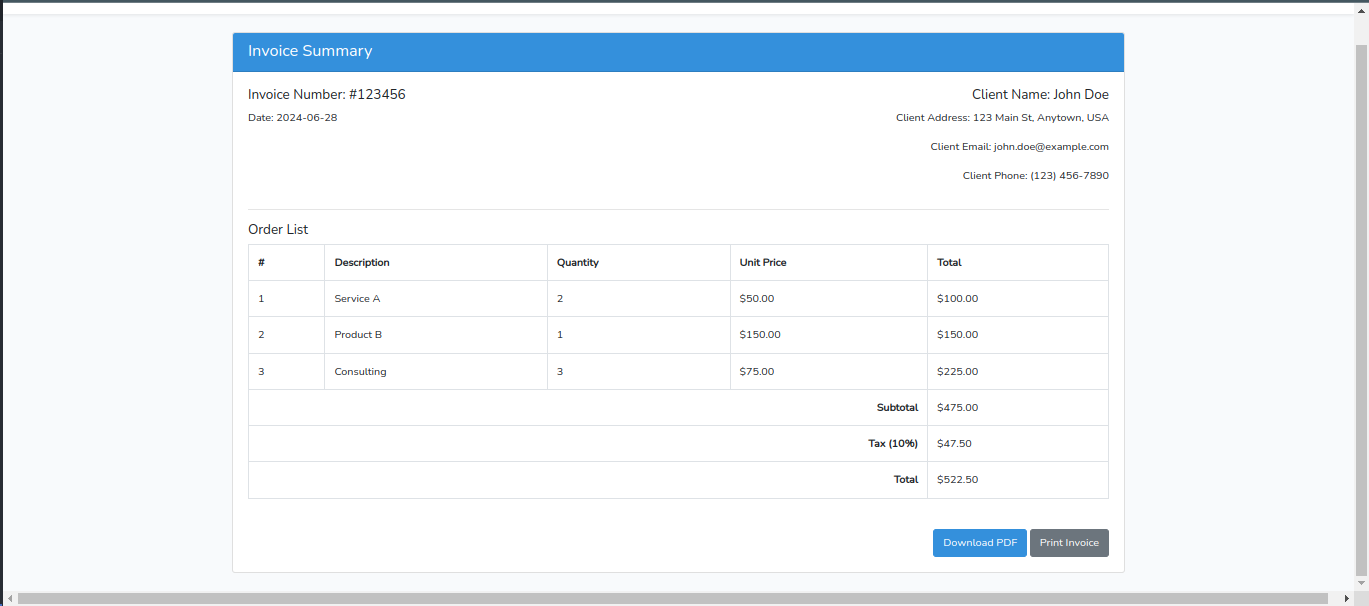 Invoice Summary
Invoice Number: #123456
Date: 2024-06-28
Client Name: John Doe
Client Address: 123 Main St, Anytown, USA
Client Email: john.doe@example.com
Client Phone: (123) 456-7890
Order List
# Description Quantity Unit Price Total
1 Service A 2 $50.00 $100.00
2 Product B 1 $150.00 $150.00
3 Consulting 3 $75.00 $225.00
Subtotal $475.00
Tax (10%) $47.50
Total $522.50
Download PDF Print Invoice